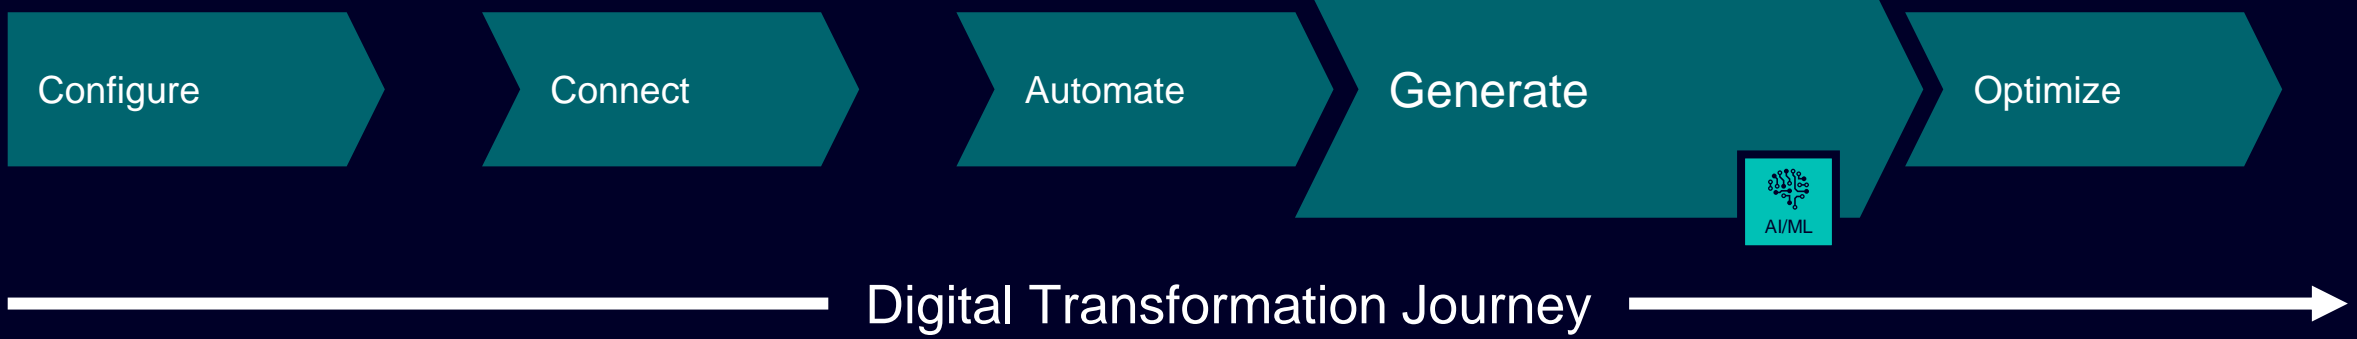 Configure
Connect
Automate
Generate
Optimize
AI/ML
Digital Transformation Journey